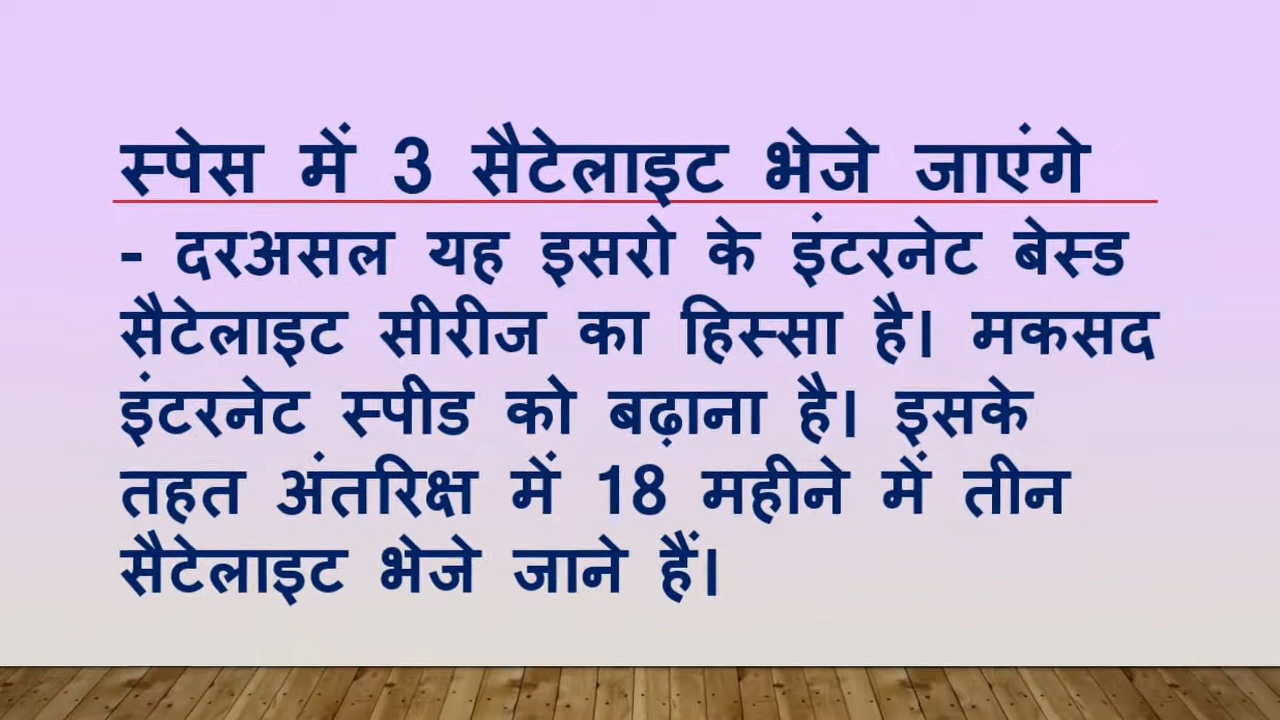 स्पेस में 3 सैटेलाइट भेजे जाएंगे
- दरअसल यह इसरो के इंटरनेट बेस्ड
सैटेलाइट सीरीज का हिस्सा है। मकसद
इंटरनेट स्पीड को बढ़ाना है। इसके
तहत अंतरिक्ष में 18 महीने में तीन
सैटेलाइट भेजे जाने हैं।